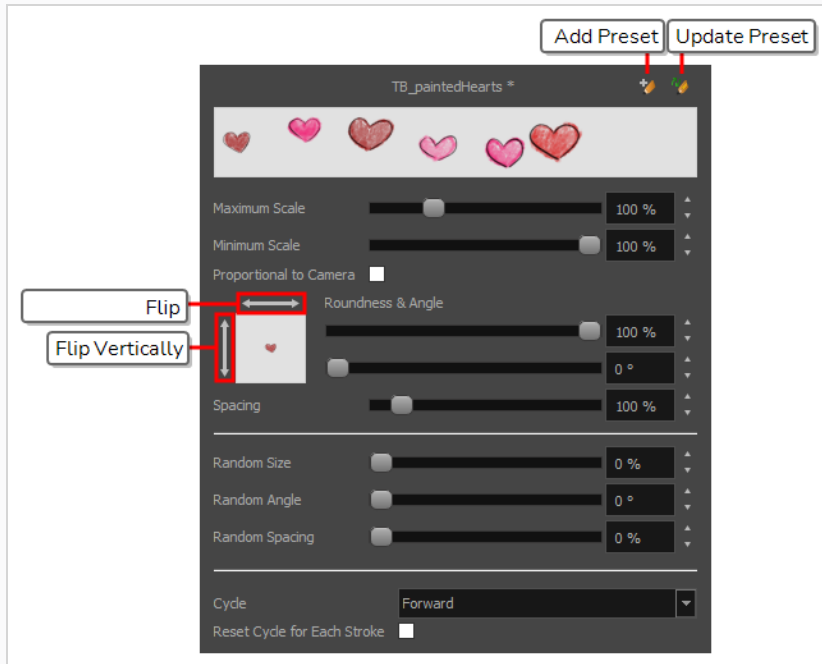 Add Preset
Update Preset
TB_paintedHearts *
Maximum Scale
100 %
Minimum Scale
100 %
Proportional to Camera
Flip
Roundness & Angle
Flip Vertically
100 %
0 °
Spacing
100 %
Random Size
0 %
Random Angle
0 °
Random Spacing
0 %
Cycle
Forward
Reset Cycle for Each Stroke